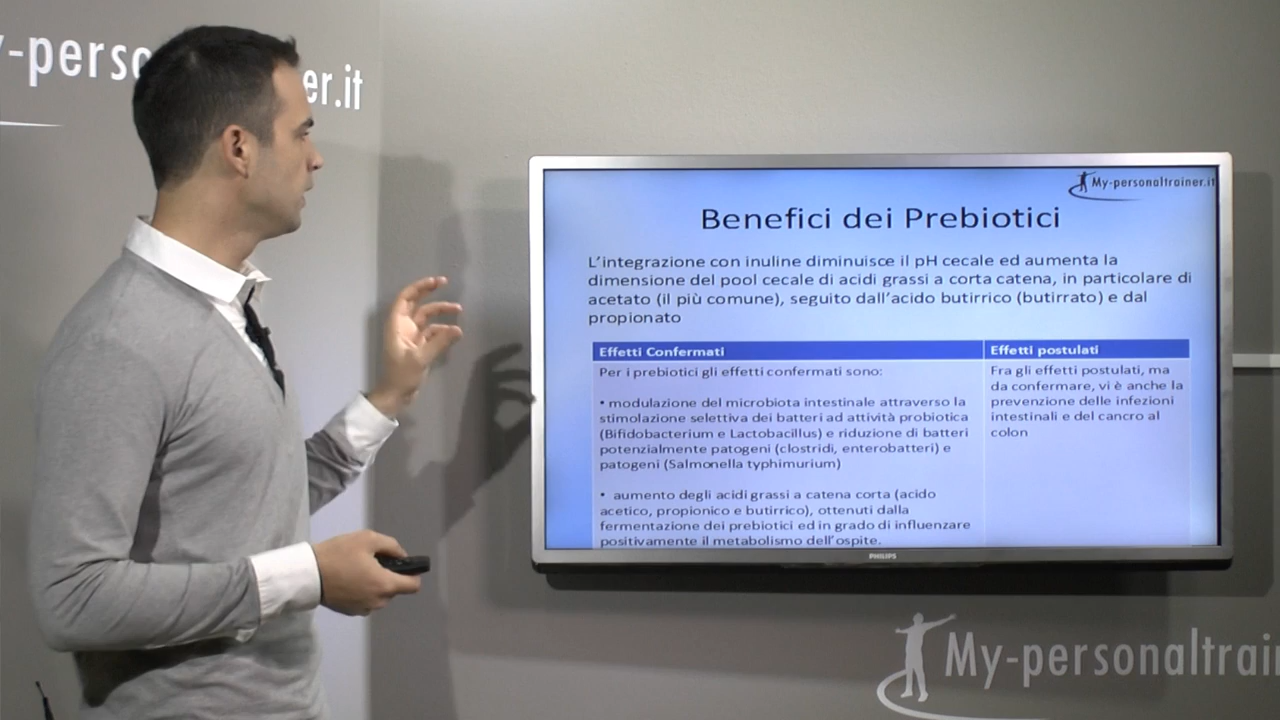 y-perso er.it
My-personaltrainer.it
Benefici dei Prebiotici
L'integrazione con inuline diminuisce il pH cecale ed aumenta la
dimensione del pool cecale di acidi grassi a corta catena, in particolare di
acetato (il più comune), seguito dall'acido butirrico (butirrato) e dal
propionato
Effetti Confermati
Per i prebiotici gli effetti confermati sono:
• modulazione del microbiota intestinale attraverso la
stimolazione selettiva dei batteri ad attività probiotica
(Bifidobacterium e Lactobacillus) e riduzione di batteri
potenzialmente patogeni (clostridi, enterobatteri) e
patogeni (Salmonella typhimurium)
• aumento degli acidi grassi a catena corta (acido
acetico, propionico e butirrico), ottenuti dalla
fermentazione dei prebiotici ed in grado di influenzare
positivamente il metabolismo dell'ospite.
Effetti postulati
Fra gli effetti postulati, ma
da confermare, vi è anche la
prevenzione delle infezioni
intestinali e del cancro al
colon
PHILIPS
My-personaltrai